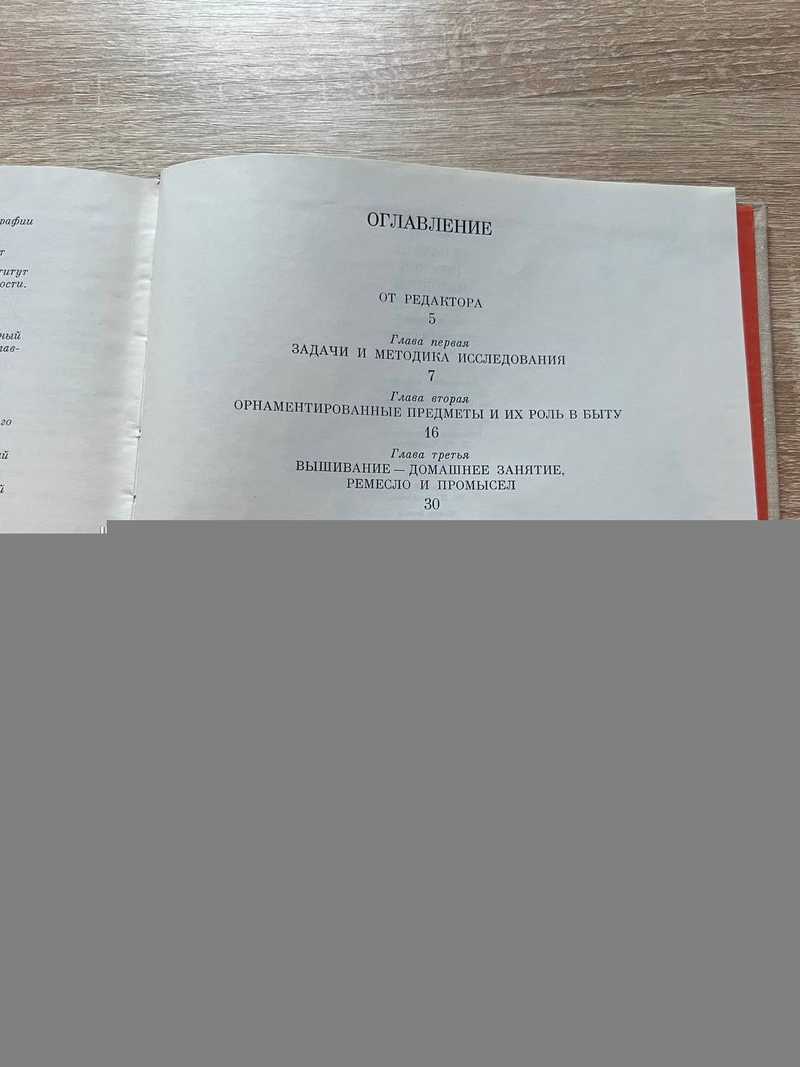 ОГЛАВЛЕНИЕ
ОТ РЕДАКТОРА
5
Глава первая
ЗАДАЧИ И МЕТОДИКА ИССЛЕДОВАНИЯ
7
Глава вторая
ОРНАМЕНТИРОВАННЫЕ ПРЕДМЕТЫ И ИХ РОЛЬ В БЫТУ
16
Глава третья
ВЫШИВАНИЕ — ДОМАШНЕЕ ЗАНЯТИЕ,
РЕМЕСЛО И ПРОМЫСЕЛ
30